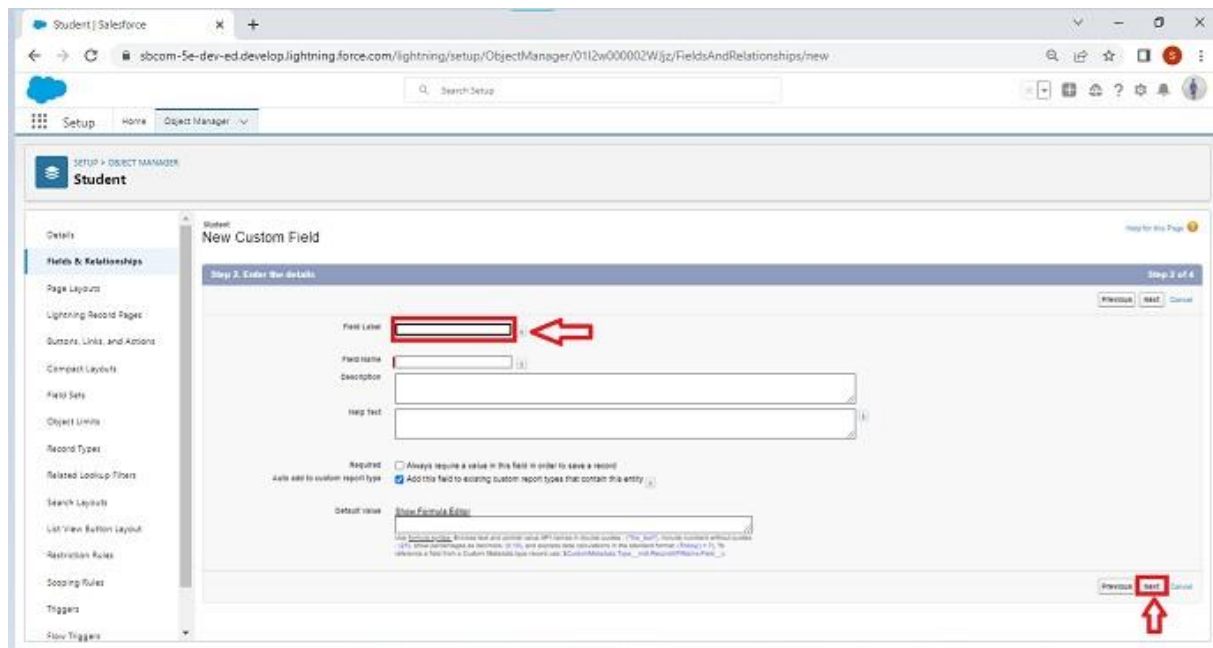 Student | Salesforce
sbcom-5e-dev-ed.develop.lightning.force.com/lightning/setup/ObjectManager/01I2w000002WJjz/FieldsAndRelationships/new
S
Search Setup
Setup Home Object Manager
SETUP > OBJECT MANAGER
Student
Details
Fields & Relationships
Page Layouts
Lightning Record Pages
Buttons, Links, and Actions
Compact Layouts
Field Sets
Object Limits
Record Types
Related Lookup Filters
Search Layouts
List View Button Layout
Restriction Rules
Scoping Rules
Triggers
Flow Triggers
Student
New Custom Field
Help for this Page
Step 2. Enter the details
Step 2 of 4
Previous Next Cancel
Field Label
Field Name
Description
Help Text
Required Always require a value in this field in order to save a record
Auto add to custom report type Add this field to existing custom report types that contain this entity
Default Value Show Formula Editor
Previous Next Cancel